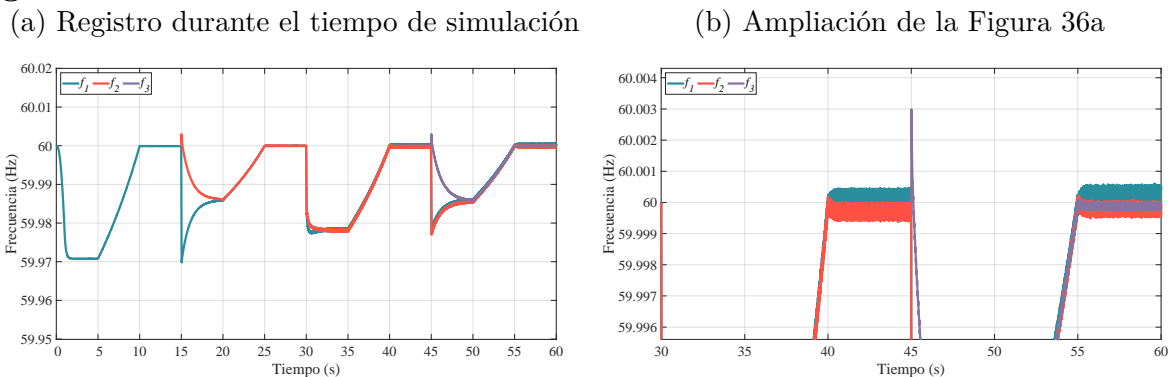 (a) Registro durante el tiempo de simulación
(b) Ampliación de la Figura 36a
60.02
60.01
60
59.99
59.98
59.97
59.96
59.95
Frecuencia (Hz)
f1 f2 f3
0 5 10 15 20 25 30 35 40 45 50 55 60
Tiempo (s)
60.004
60.003
60.002
60.001
60
59.999
59.998
59.997
59.996
Frecuencia (Hz)
f1 f2 f3
30 35 40 45 50 55 60
Tiempo (s)